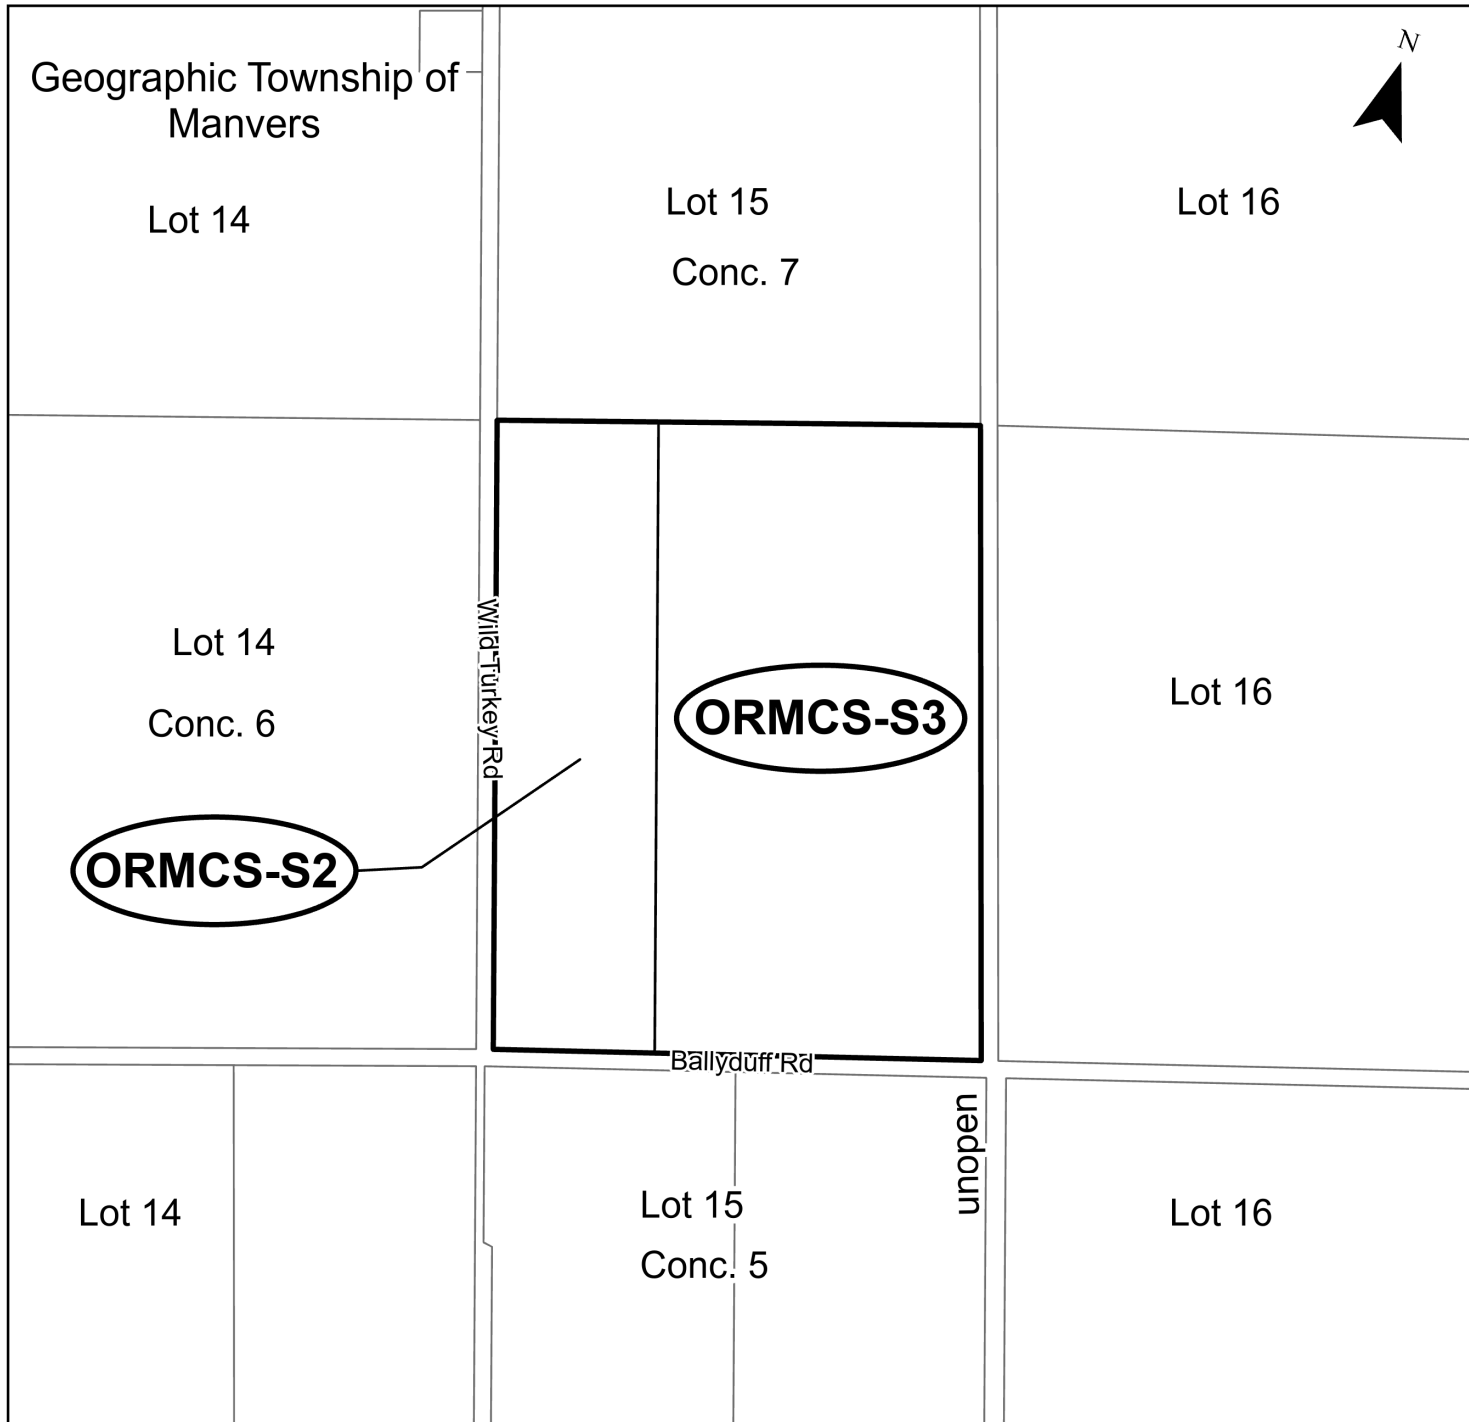 N
Geographic Township of
Manvers
Lot 14
Lot 15
Conc. 7
Lot 16
Lot 14
Conc. 6
Wild Turkey Rd
ORMCS-S3
Lot 16
ORMCS-S2
Ballyduff Rd
unopen
Lot 14
Lot 15
Conc. 5
Lot 16